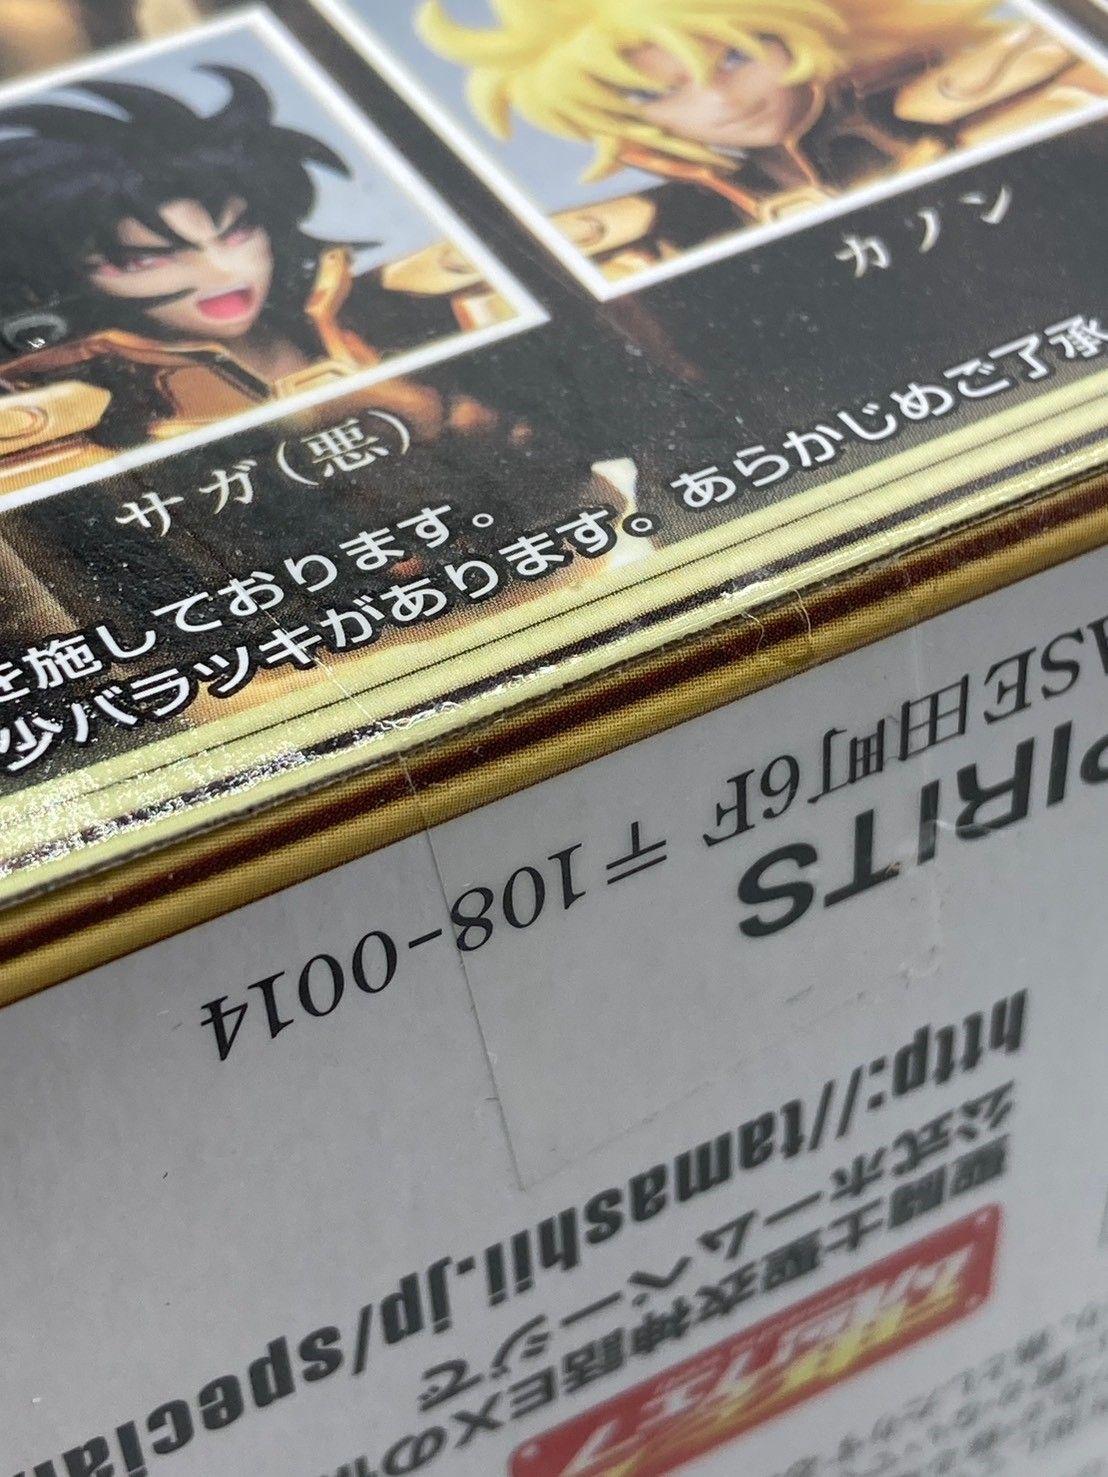 カノン
サガ（悪）
を施しております。
少バラツキがあります。あらかじめご了承
ASE田町6F 〒108-0014
PIRITS
http://tamashii.jp/special
公式ホームページで
聖闘士聖衣神話EXの